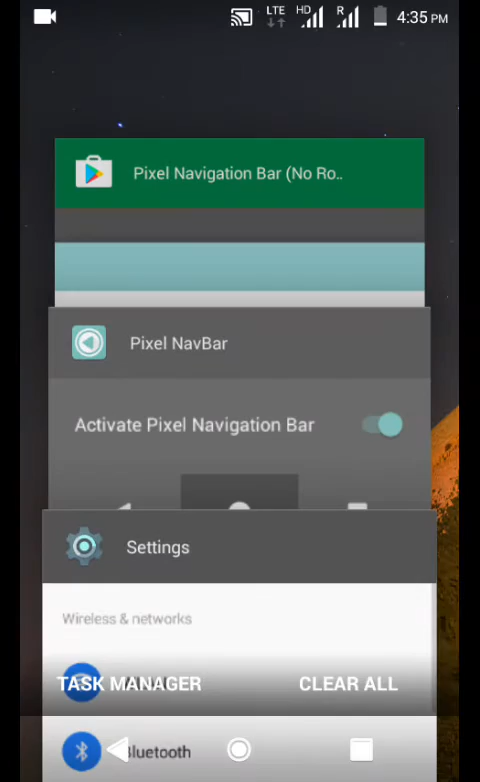 LTE HD R 4:35 PM
Pixel Navigation Bar (No Ro..
Pixel NavBar
Activate Pixel Navigation Bar
Settings
Wireless & networks
TASK MANAGER CLEAR ALL
Bluetooth